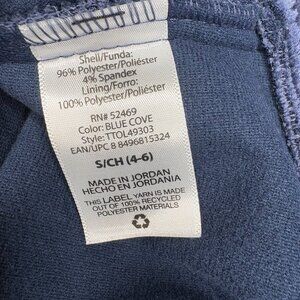 Shell/Funda:
96% Polyester/Poliéster
4% Spandex
Lining/Forro:
100% Polyester/Poliéster
RN# 52469
Color: BLUE COVE
Style: TTOL49303
EAN/UPC 8 8496815324
S/CH (4-6)
MADE IN JORDAN
HECHO EN JORDANIA
THIS LABEL YARN IS MADE
OUT OF 100% RECYCLED
POLYESTER MATERIALS